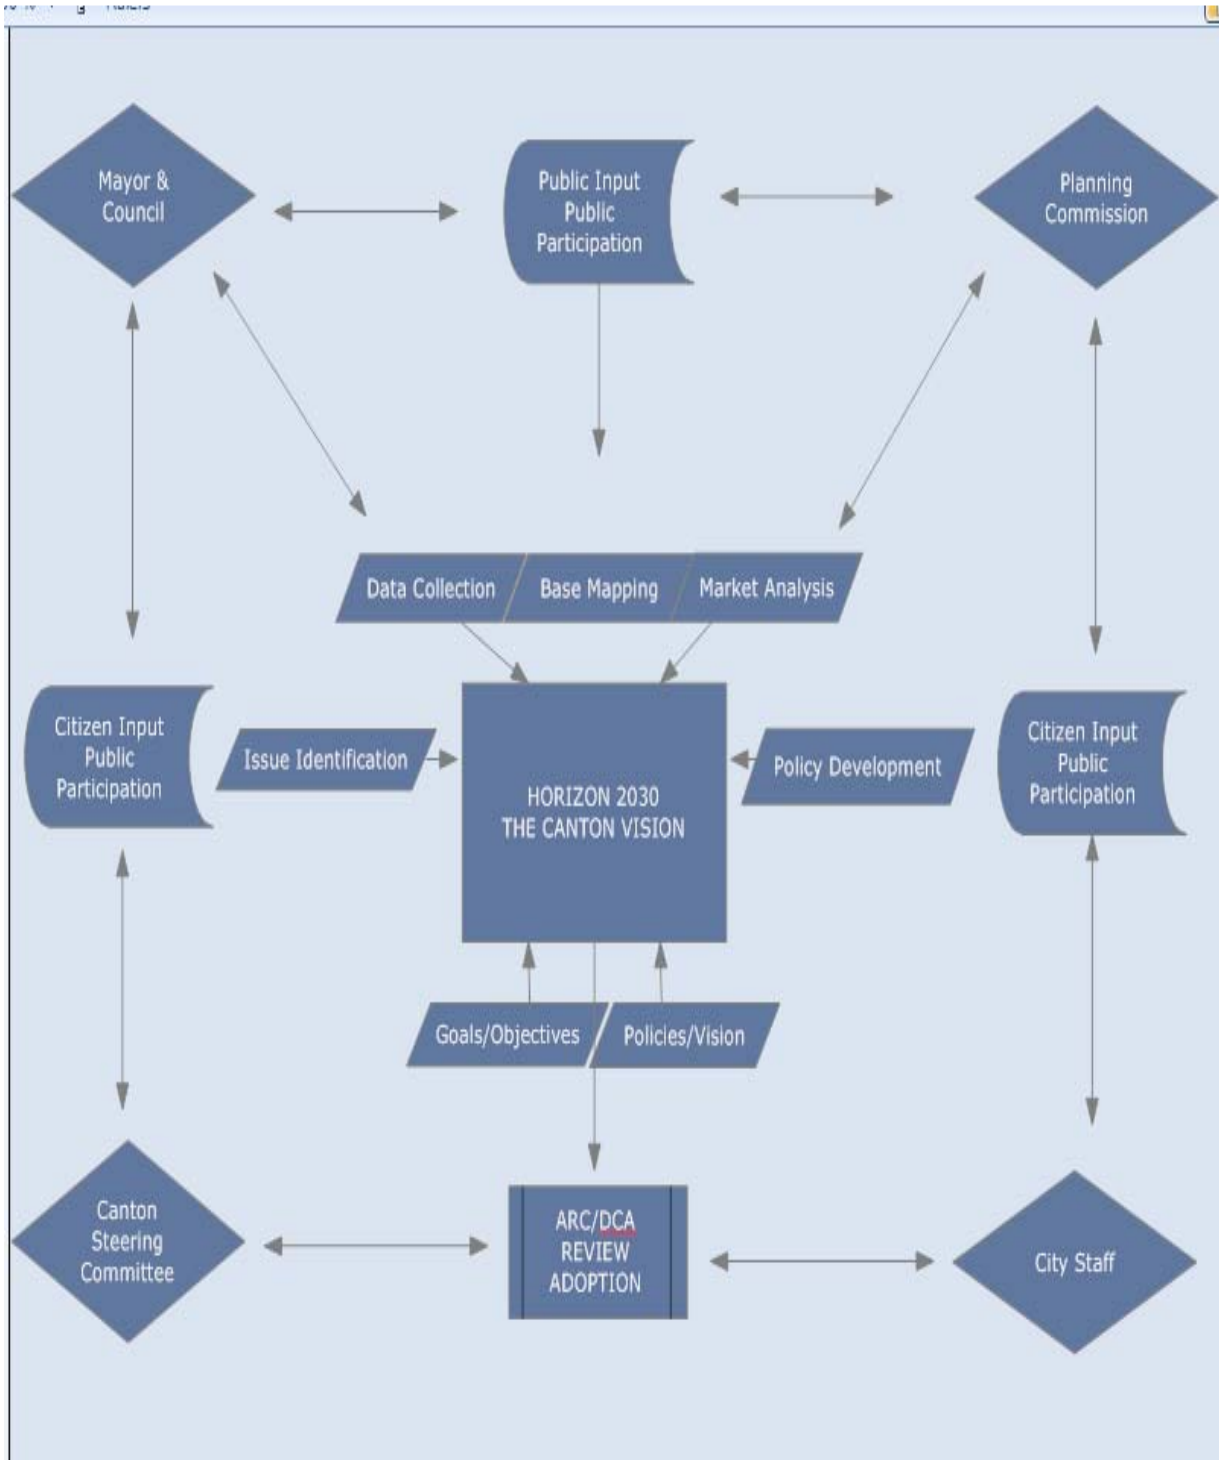 Mayor &
Council
Public Input
Public
Participation
Planning
Commission
Data Collection
Base Mapping
Market Analysis
Citizen Input
Public
Participation
Issue Identification
HORIZON 2030
THE CANTON VISION
Policy Development
Citizen Input
Public
Participation
Goals/Objectives
Policies/Vision
Canton
Steering
Committee
ARC/DCA
REVIEW
ADOPTION
City Staff